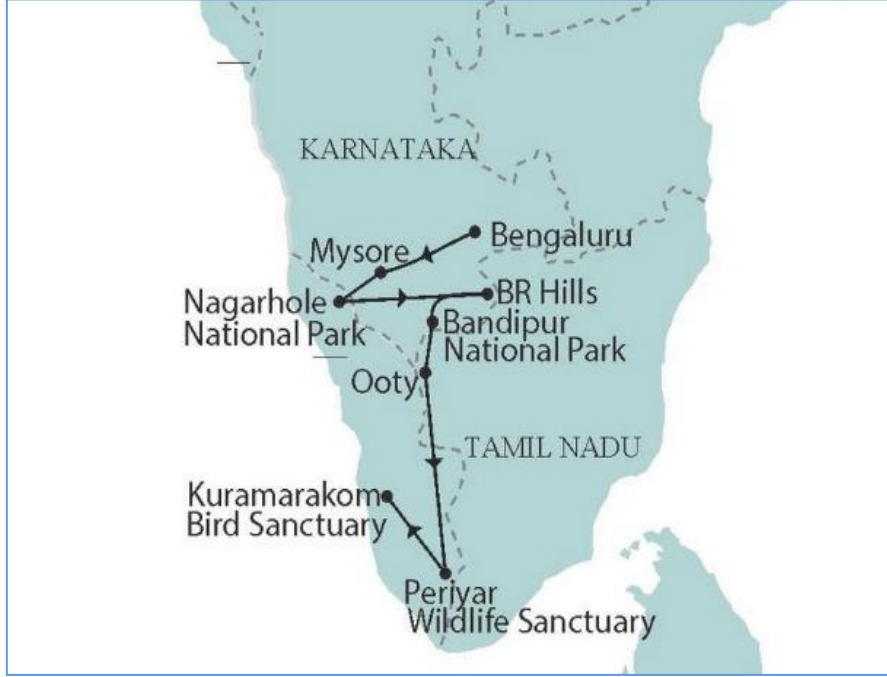 KARNATAKA
Bengaluru
Mysore
BR Hills
Nagarhole
National Park
Bandipur
National Park
Ooty
TAMIL NADU
Kuramarakom
Bird Sanctuary
Periyar
Wildlife Sanctuary